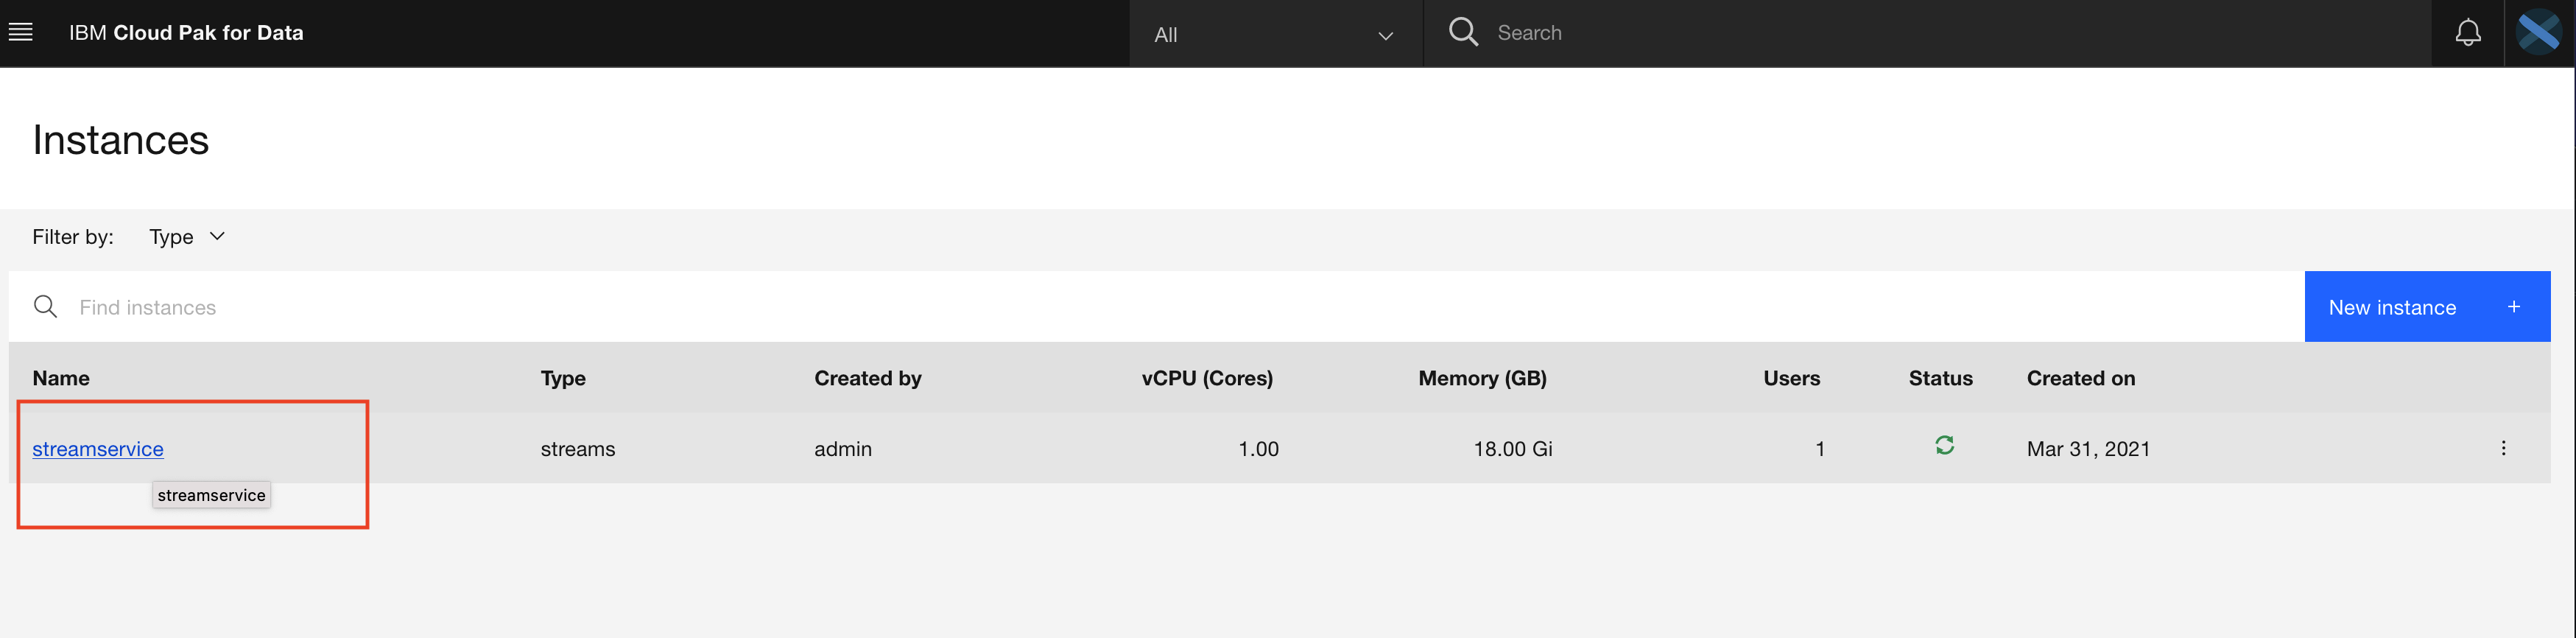 IBM Cloud Pak for Data
All
Search
Instances
Filter by: Type
Find instances
New instance +
Name Type Created by vCPU (Cores) Memory (GB) Users Status Created on
streamservice streams admin 1.00 18.00 Gi 1 Mar 31, 2021
streamservice